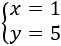 x = 1
y = 5